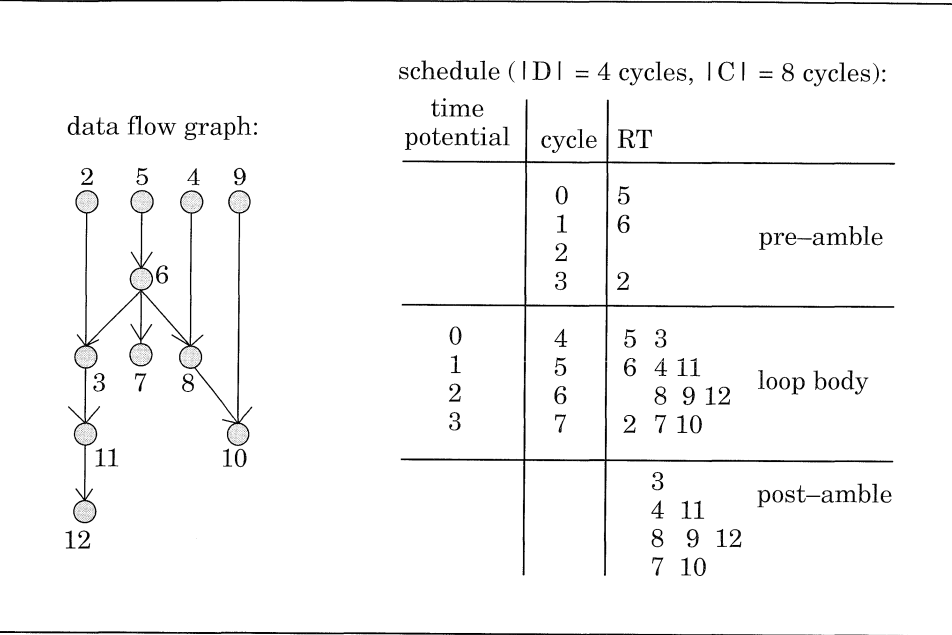 schedule (|D| = 4 cycles, |C| = 8 cycles):
data flow graph:
2 5 4 9
6
3 7 8
11 10
12
time
potential cycle RT
0 5
1 6
2
3 2
pre–amble
0 4 5 3
1 5 6 4 11
2 6 8 9 12
3 7 2 7 10
loop body
3
4 11
8 9 12
7 10
post–amble